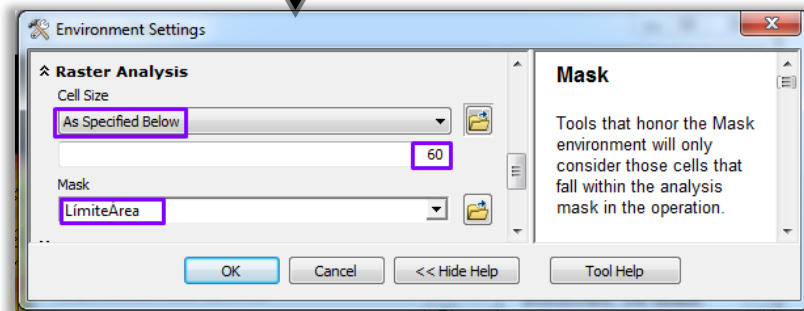 Environment Settings
Raster Analysis
Cell Size
As Specified Below
60
Mask
LímiteÁrea
Mask
Tools that honor the Mask
environment will only
consider those cells that
fall within the analysis
mask in the operation.
OK
Cancel
<< Hide Help
Tool Help